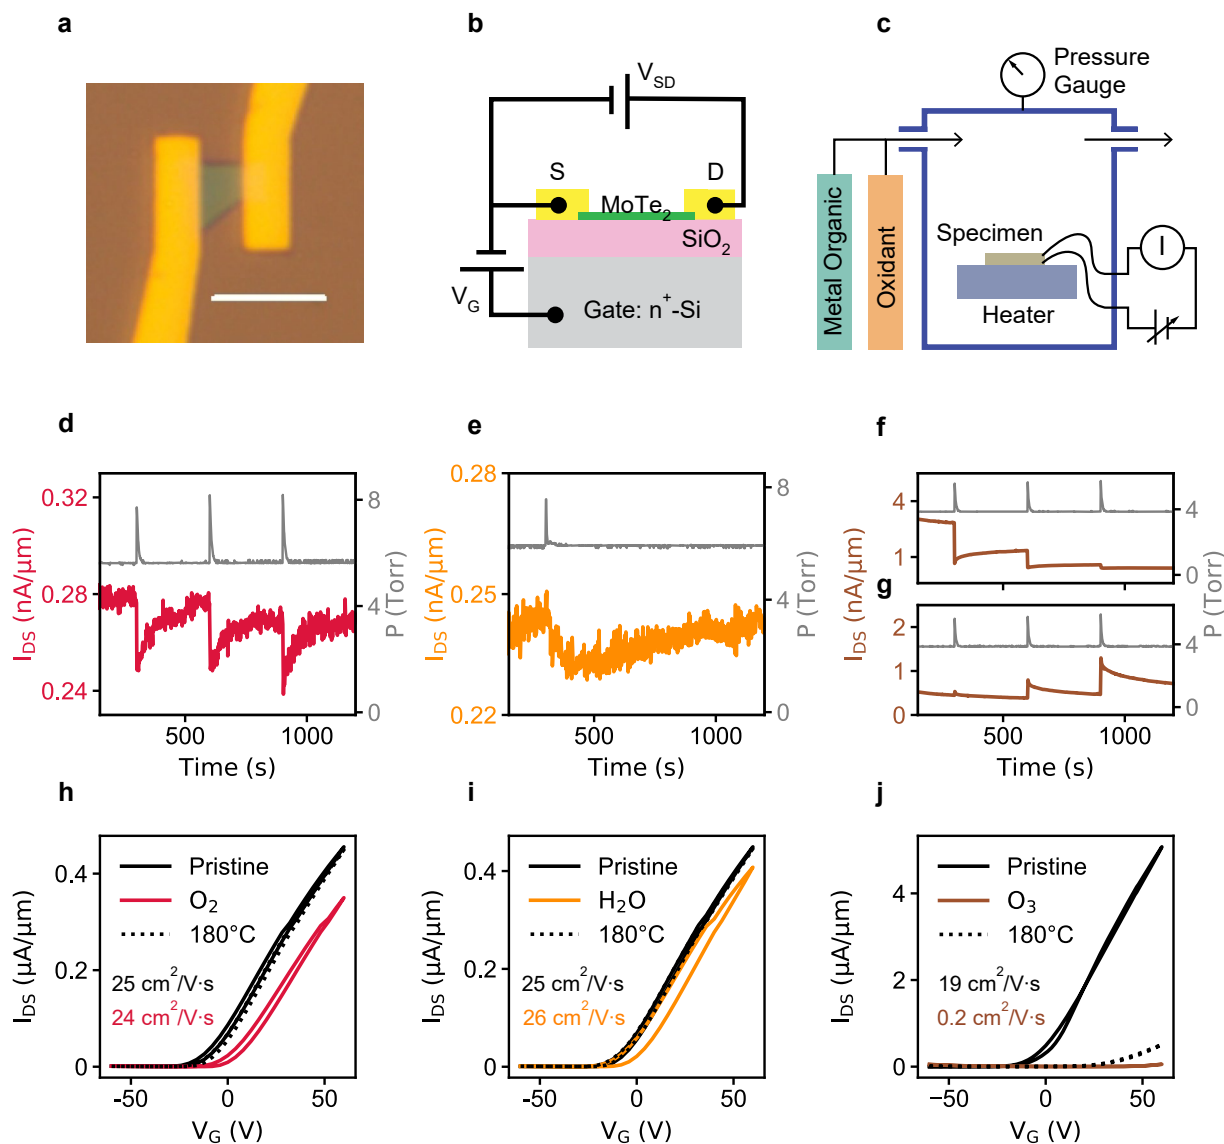 a
b
c
V_SD
S
D
MoTe₂
SiO₂
V_G
Gate: n⁺-Si
Pressure
Gauge
Metal Organic
Oxidant
Specimen
Heater
I
d
I_DS (nA/μm)
0.32
0.28
0.24
8
4
0
P (Torr)
500
1000
Time (s)
e
I_DS (nA/μm)
0.28
0.25
0.22
8
4
0
P (Torr)
500
1000
Time (s)
f
I_DS (nA/μm)
4
1
4
0
P (Torr)
g
2
1
0
4
0
500
1000
Time (s)
h
I_DS (μA/μm)
0.4
0.2
0
Pristine
O₂
180°C
25 cm²/V·s
24 cm²/V·s
-50
0
50
V_G (V)
i
I_DS (μA/μm)
0.4
0.2
0
Pristine
H₂O
180°C
25 cm²/V·s
26 cm²/V·s
-50
0
50
V_G (V)
j
I_DS (μA/μm)
4
2
0
Pristine
O₃
180°C
19 cm²/V·s
0.2 cm²/V·s
−50
0
50
V_G (V)